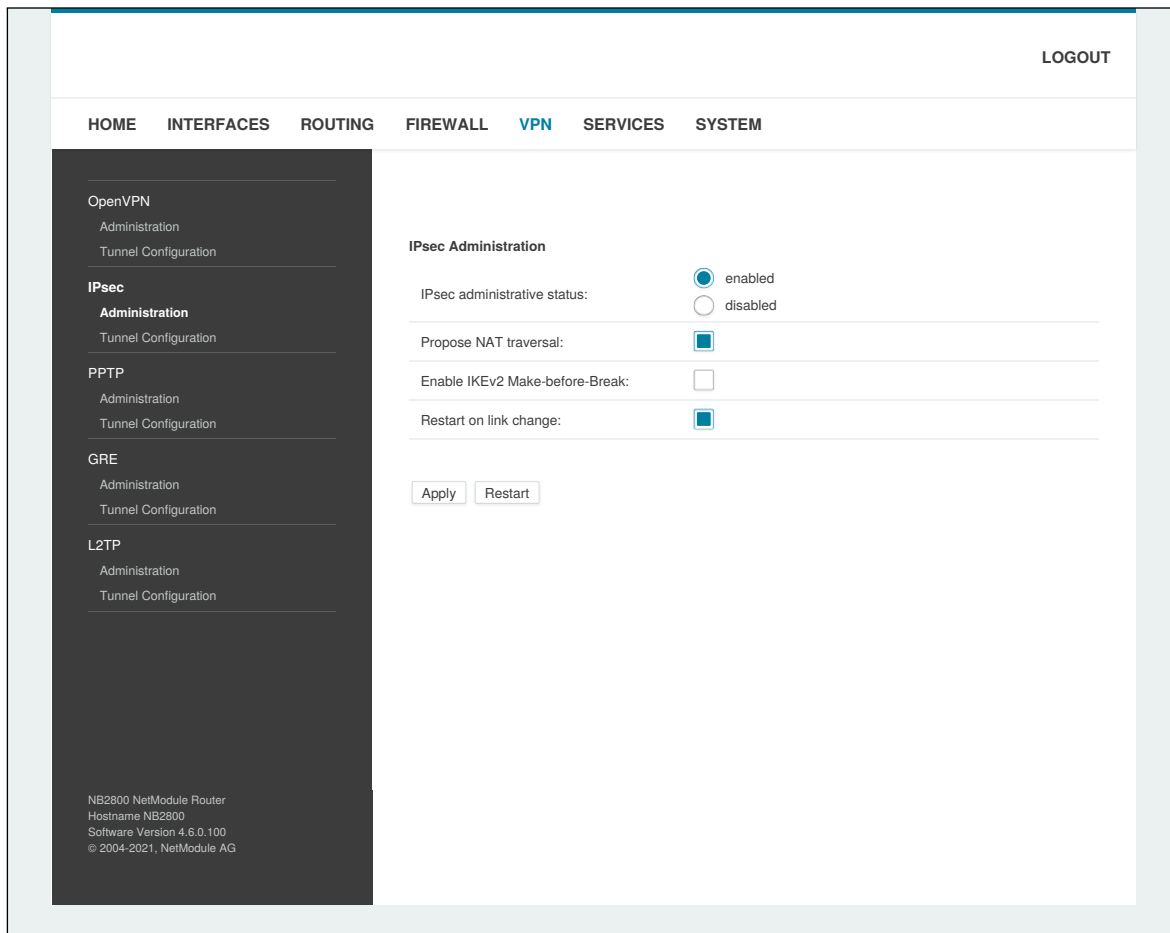 LOGOUT
HOME INTERFACES ROUTING FIREWALL VPN SERVICES SYSTEM
OpenVPN
Administration
Tunnel Configuration
IPsec
Administration
Tunnel Configuration
PPTP
Administration
Tunnel Configuration
GRE
Administration
Tunnel Configuration
L2TP
Administration
Tunnel Configuration
NB2800 NetModule Router
Hostname NB2800
Software Version 4.6.0.100
© 2004-2021, NetModule AG
IPsec Administration
IPsec administrative status:
enabled
disabled
Propose NAT traversal:
Enable IKEv2 Make-before-Break:
Restart on link change:
Apply Restart